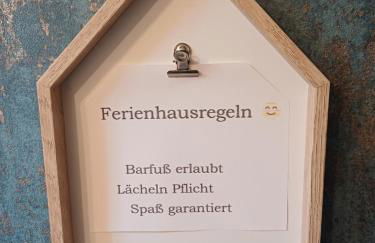 Ferienhausregeln 😊
Barfuß erlaubt
Lächeln Pflicht
Spaß garantiert